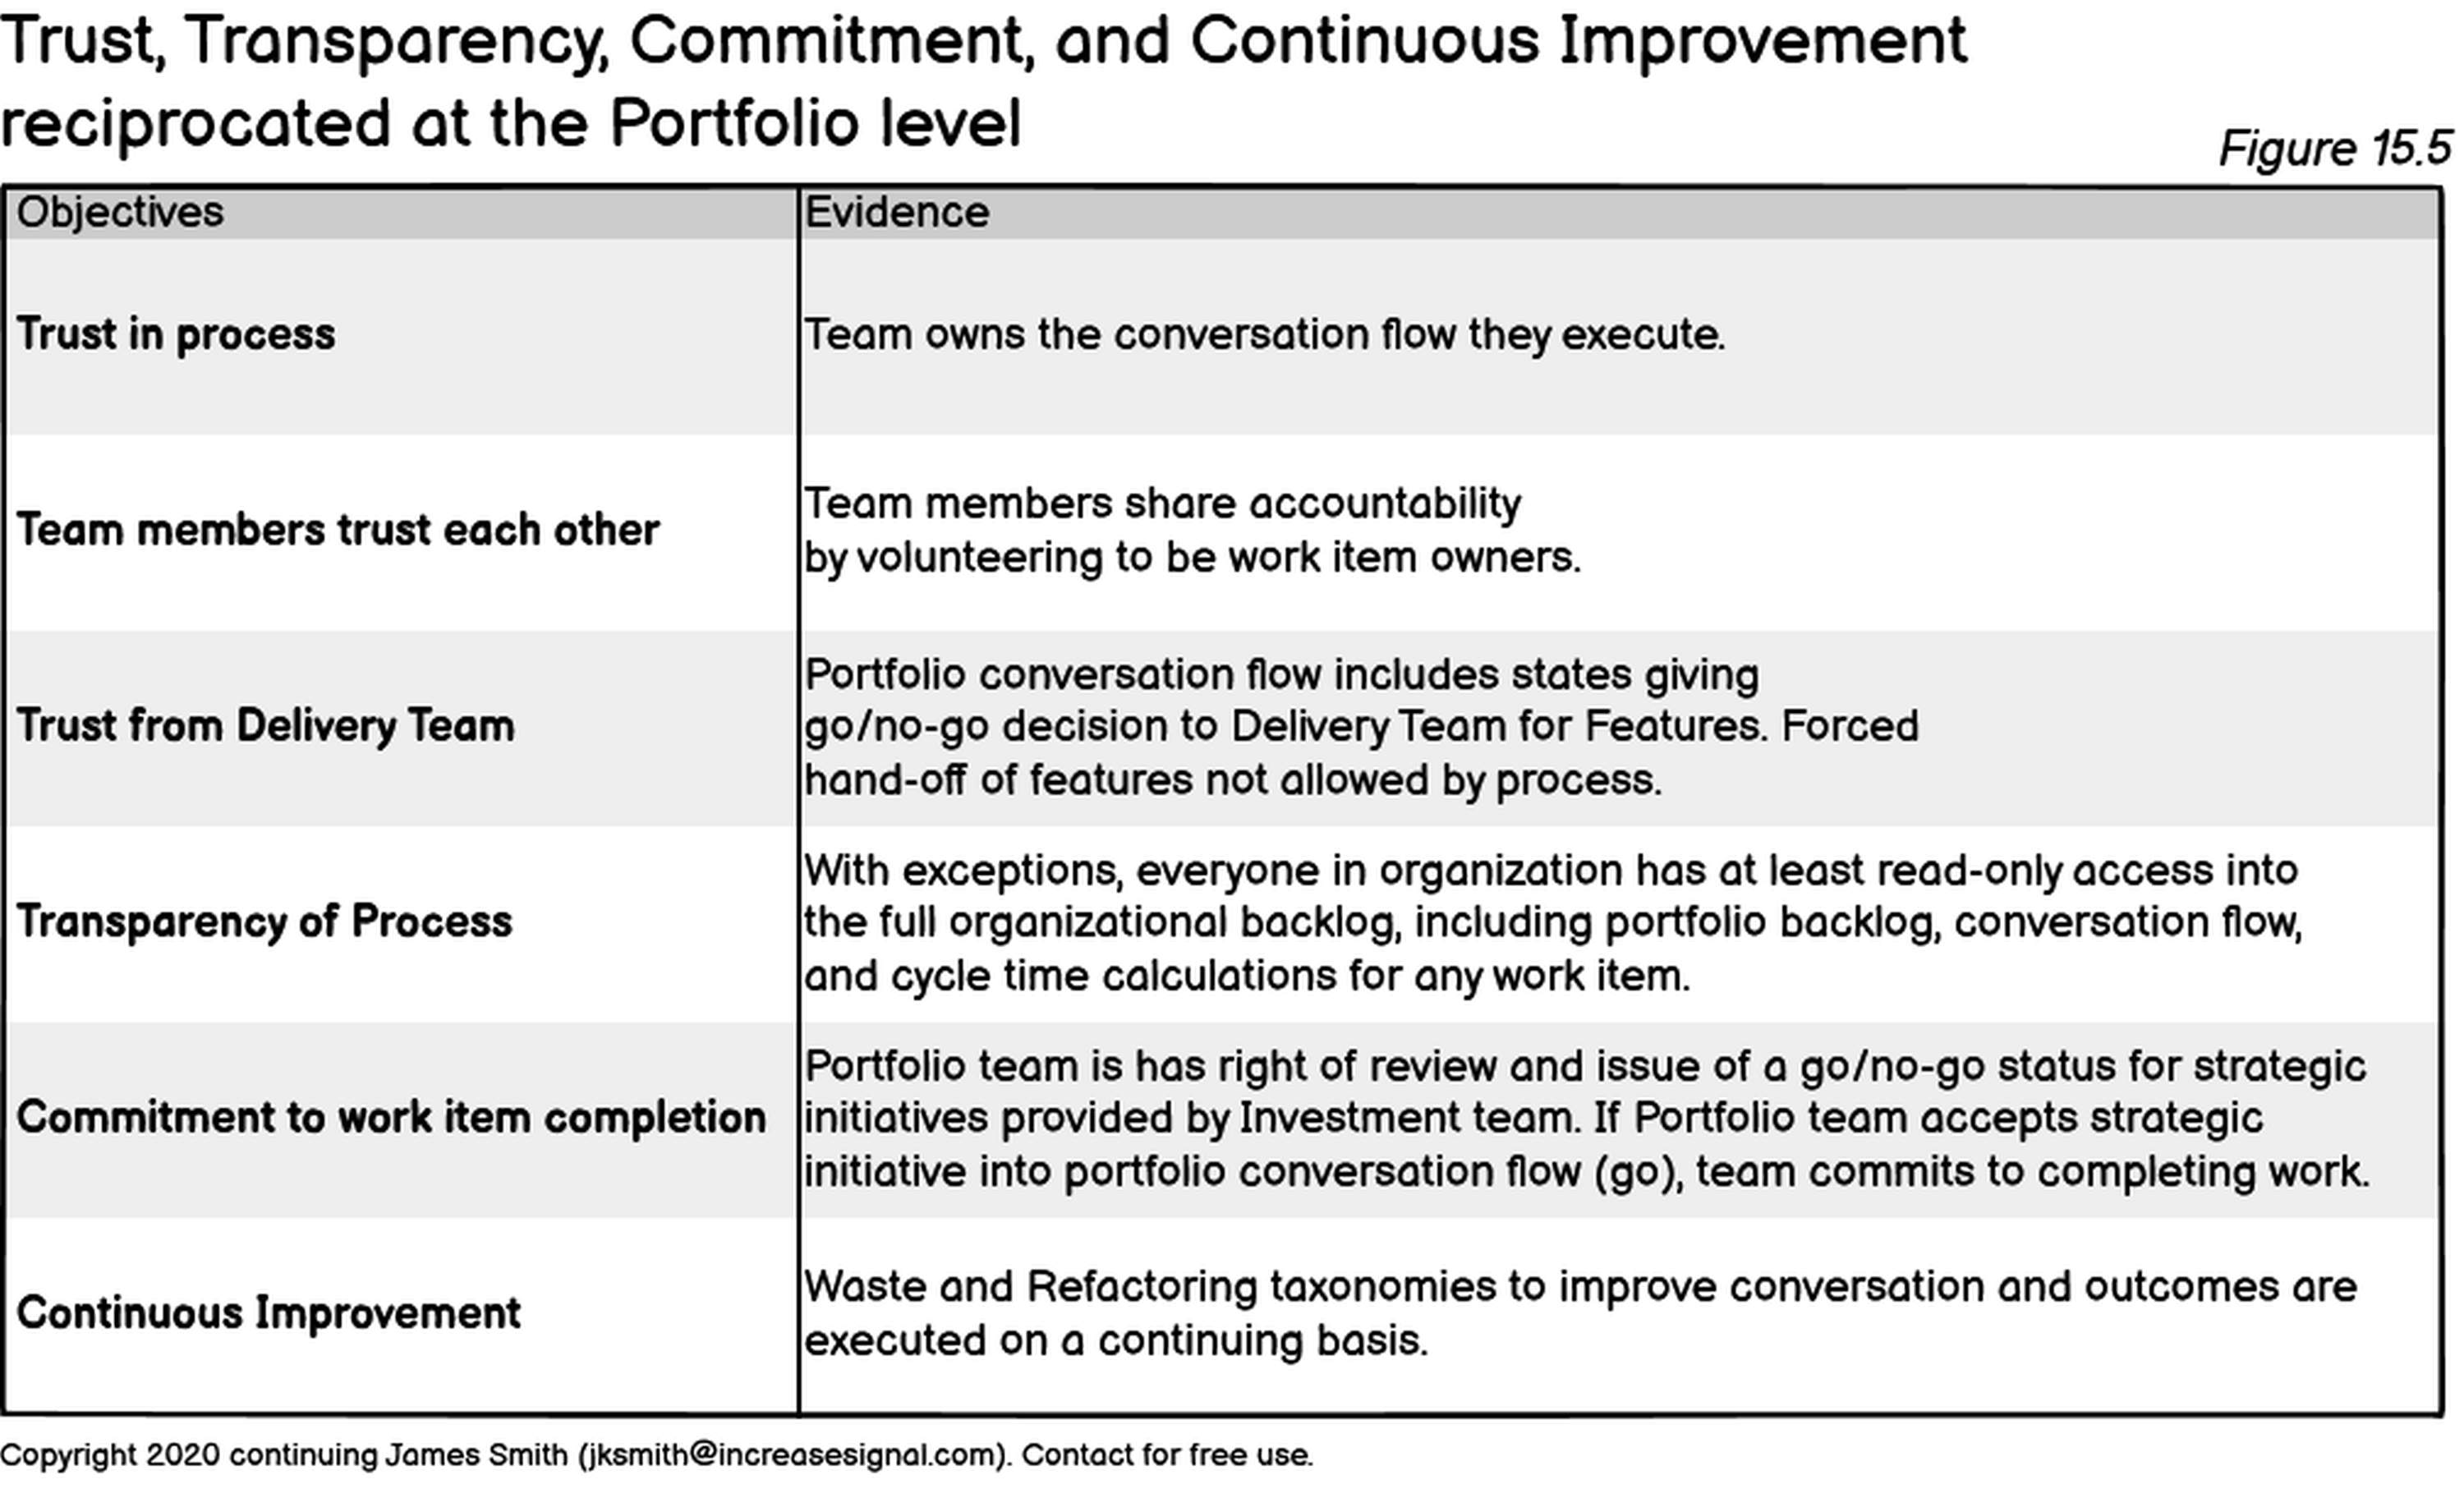 Trust, Transparency, Commitment, and Continuous Improvement
reciprocated at the Portfolio level
Figure 15.5
Objectives
Evidence
Trust in process
Team owns the conversation flow they execute.
Team members trust each other
Team members share accountability
by volunteering to be work item owners.
Trust from Delivery Team
Portfolio conversation flow includes states giving
go/no-go decision to Delivery Team for Features. Forced
hand-off of features not allowed by process.
Transparency of Process
With exceptions, everyone in organization has at least read-only access into
the full organizational backlog, including portfolio backlog, conversation flow,
and cycle time calculations for any work item.
Commitment to work item completion
Portfolio team is has right of review and issue of a go/no-go status for strategic
initiatives provided by Investment team. If Portfolio team accepts strategic
initiative into portfolio conversation flow (go), team commits to completing work.
Continuous Improvement
Waste and Refactoring taxonomies to improve conversation and outcomes are
executed on a continuing basis.
Copyright 2020 continuing James Smith (jksmith@increasesignal.com). Contact for free use.